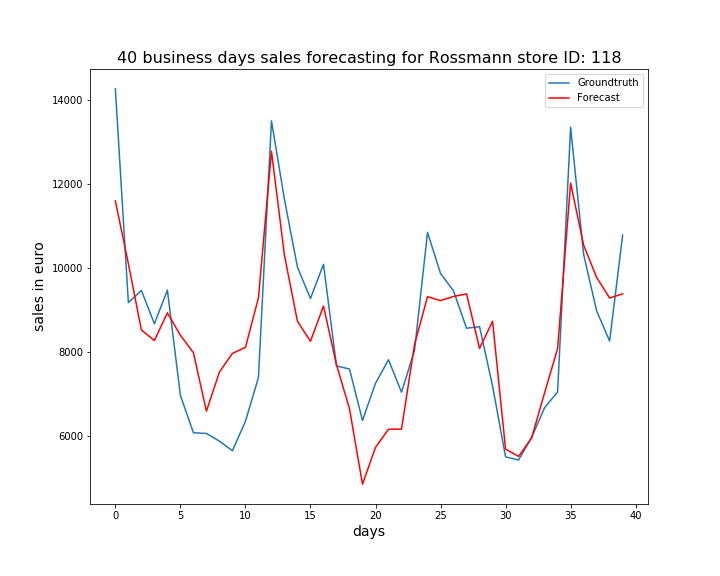 40 business days sales forecasting for Rossmann store ID: 118
Groundtruth
Forecast
14000
12000
10000
8000
6000
sales in euro
0 5 10 15 20 25 30 35 40
days